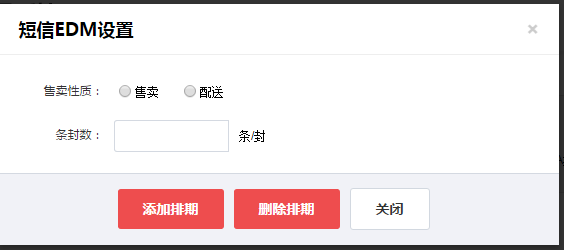 短信EDM设置 ×
售卖性质： 售卖 配送
条封数： 条/封
添加排期 删除排期 关闭